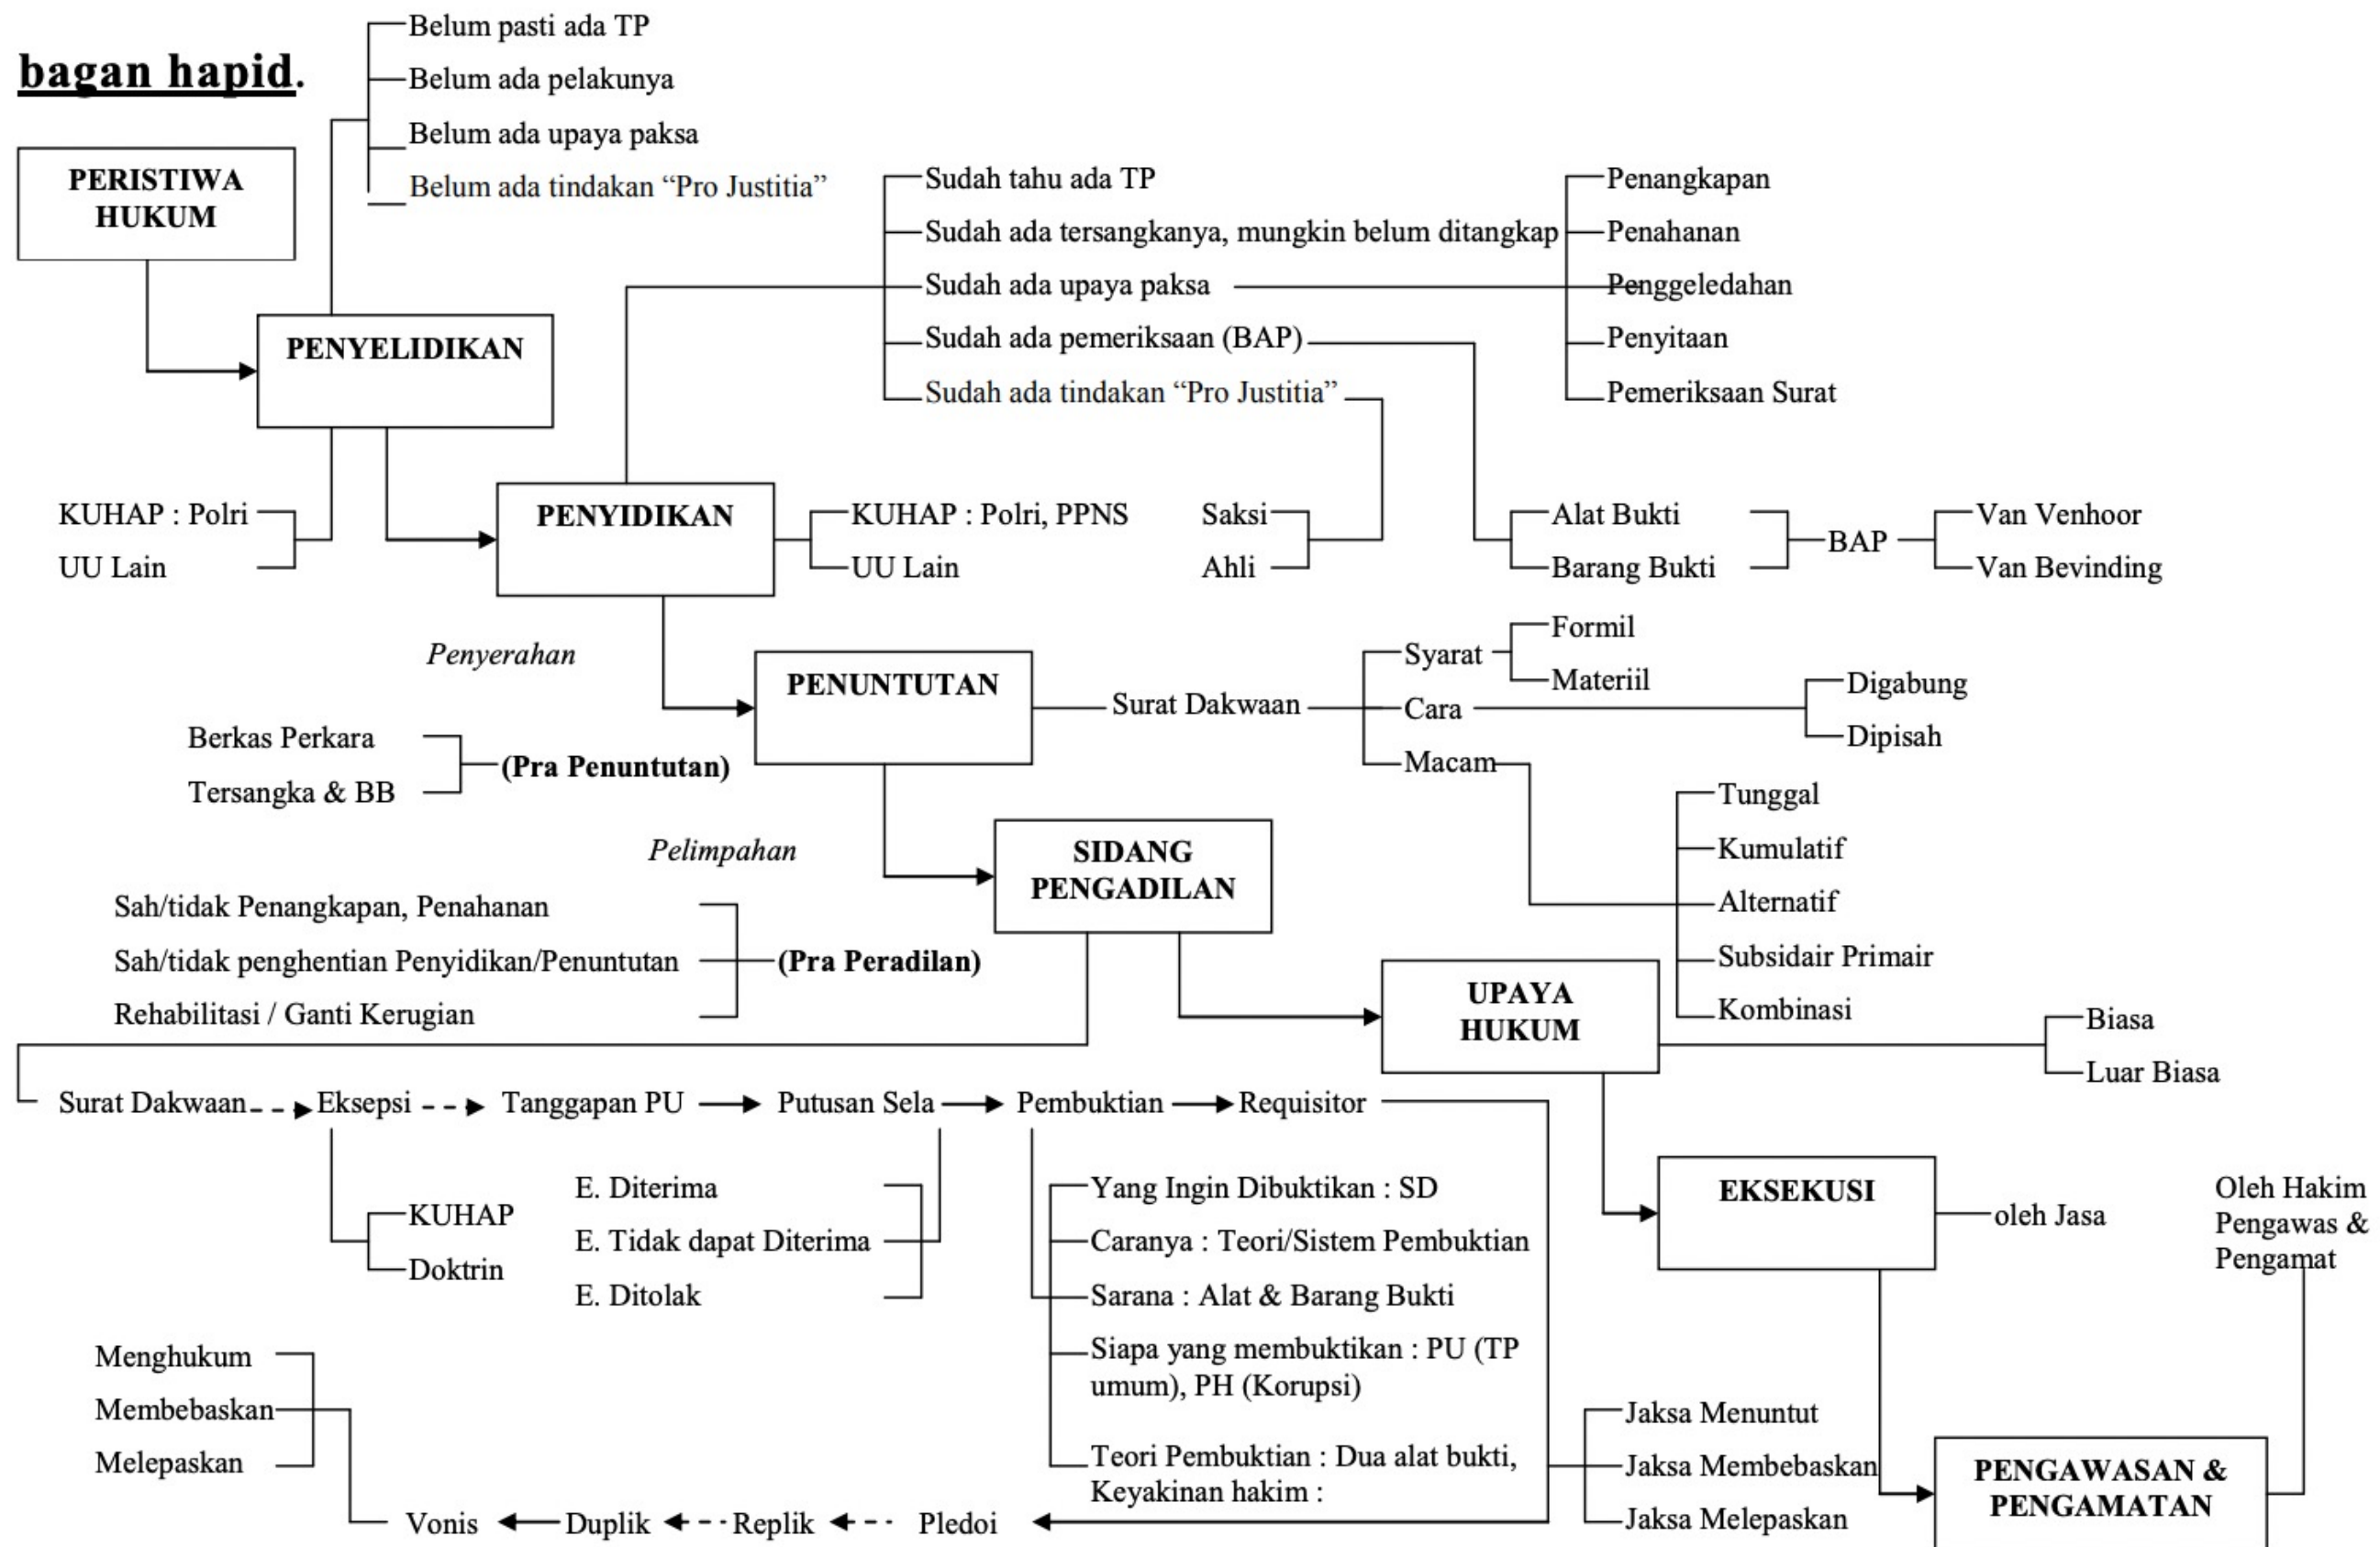 bagan hapid.
Belum pasti ada TP
Belum ada pelakunya
Belum ada upaya paksa
Belum ada tindakan “Pro Justitia”
PERISTIWA
HUKUM
Sudah tahu ada TP
Sudah ada tersangkanya, mungkin belum ditangkap
Sudah ada upaya paksa
Sudah ada pemeriksaan (BAP)
Sudah ada tindakan “Pro Justitia”
Penangkapan
Penahanan
Penggeledahan
Penyitaan
Pemeriksaan Surat
PENYELIDIKAN
KUHAP : Polri
UU Lain
PENYIDIKAN
KUHAP : Polri, PPNS
UU Lain
Saksi
Ahli
Alat Bukti
Barang Bukti
BAP
Van Venhoor
Van Bevinding
Penyerahan
PENUNTUTAN
Surat Dakwaan
Syarat
Cara
Macam
Formil
Materiil
Digabung
Dipisah
Berkas Perkara
Tersangka & BB
(Pra Penuntutan)
Tunggal
Kumulatif
Alternatif
Subsidair Primair
Kombinasi
Pelimpahan
SIDANG
PENGADILAN
Sah/tidak Penangkapan, Penahanan
Sah/tidak penghentian Penyidikan/Penuntutan
Rehabilitasi / Ganti Kerugian
(Pra Peradilan)
UPAYA
HUKUM
Biasa
Luar Biasa
Surat Dakwaan
Eksepsi
Tanggapan PU
Putusan Sela
Pembuktian
Requisitor
KUHAP
Doktrin
E. Diterima
E. Tidak dapat Diterima
E. Ditolak
Yang Ingin Dibuktikan : SD
Caranya : Teori/Sistem Pembuktian
Sarana : Alat & Barang Bukti
Siapa yang membuktikan : PU (TP
umum), PH (Korupsi)
Teori Pembuktian : Dua alat bukti,
Keyakinan hakim :
EKSEKUSI
oleh Jasa
Oleh Hakim
Pengawas &
Pengamat
Menghukum
Membebaskan
Melepaskan
Jaksa Menuntut
Jaksa Membebaskan
Jaksa Melepaskan
PENGAWASAN &
PENGAMATAN
Vonis
Duplik
Replik
Pledoi